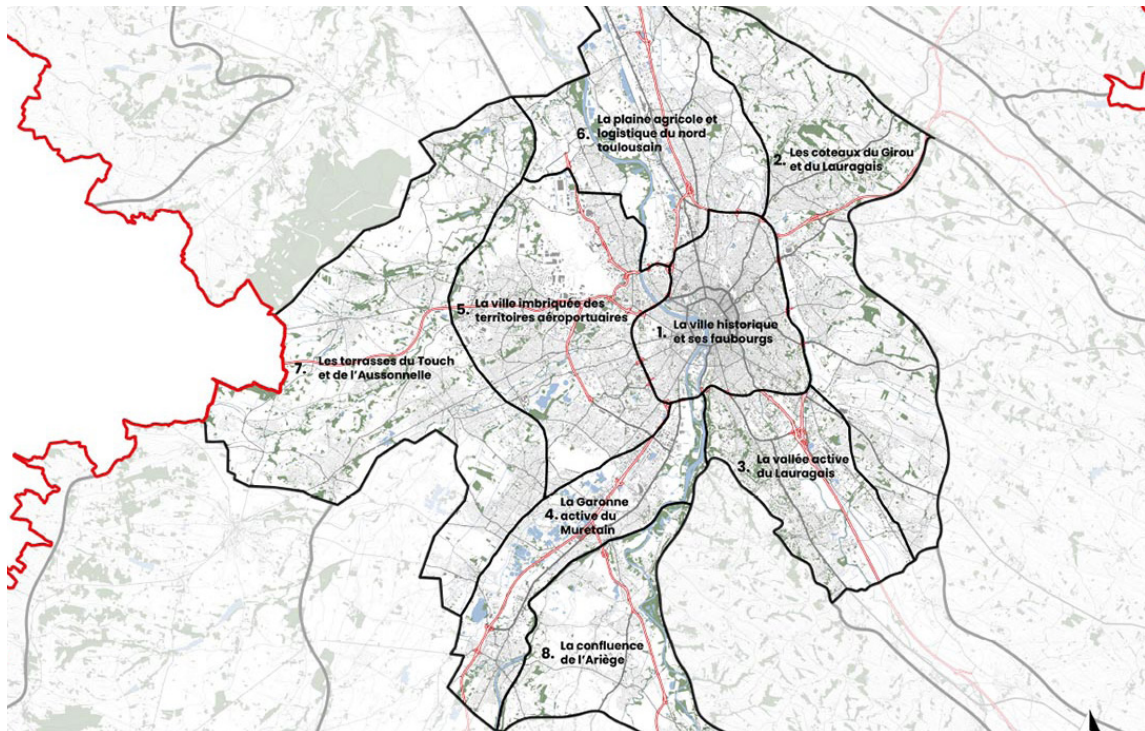 6. La plaine agricole et
logistique du nord
toulousain
2. Les coteaux du Girou
et du Lauragais
5. La ville imbriquée des
territoires aéroportuaires
1. La ville historique
et ses faubourgs
7. Les terrasses du Touch
et de l'Aussonnelle
3. La vallée active
du Lauragais
4. La Garonne
active du
Muretain
8. La confluence
de l'Ariège